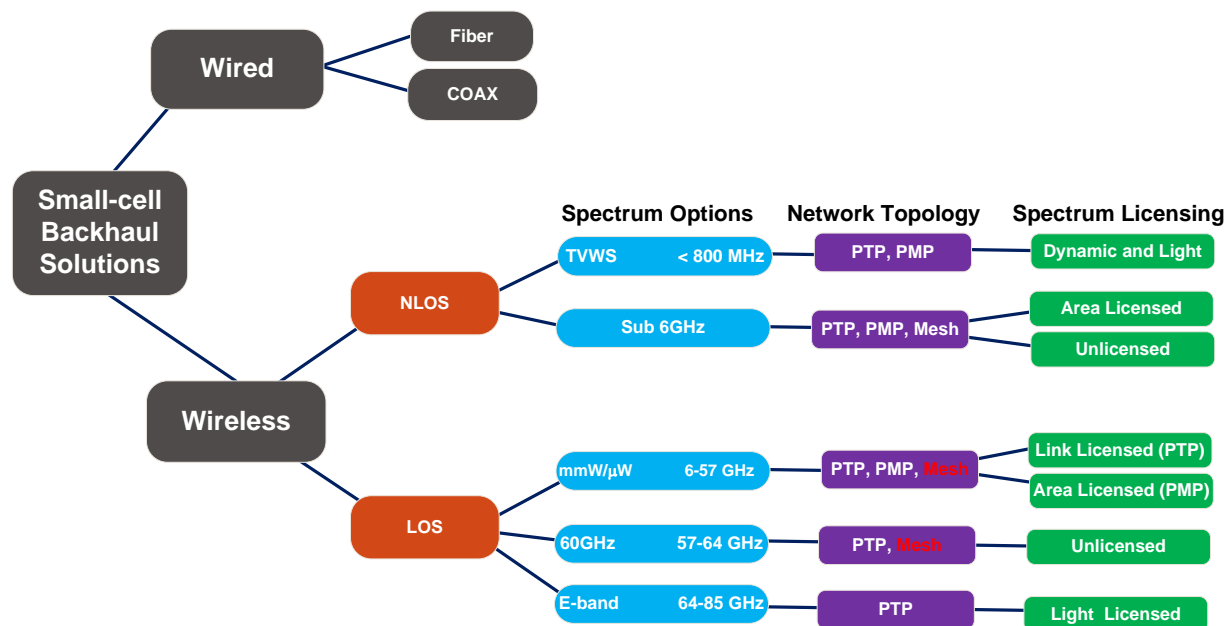 Fiber
Wired
COAX
Small-cell
Backhaul
Solutions
Spectrum Options Network Topology Spectrum Licensing
TVWS < 800 MHz PTP, PMP Dynamic and Light
NLOS
Sub 6GHz PTP, PMP, Mesh
Area Licensed
Unlicensed
Wireless
mmW/µW 6-57 GHz PTP, PMP, Mesh
Link Licensed (PTP)
Area Licensed (PMP)
LOS
60GHz 57-64 GHz PTP, Mesh Unlicensed
E-band 64-85 GHz PTP Light Licensed